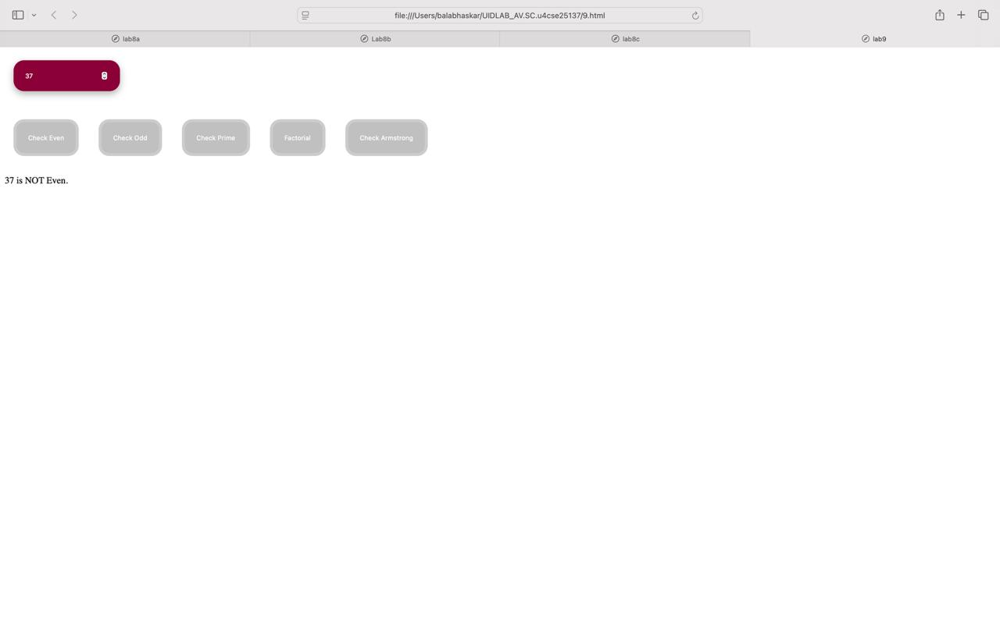 file:///Users/balabhaskar/UIDLAB_AV.SC.u4cse25137/9.html
lab8a Lab8b lab8c lab9
37
Check Even Check Odd Check Prime Factorial Check Armstrong
37 is NOT Even.